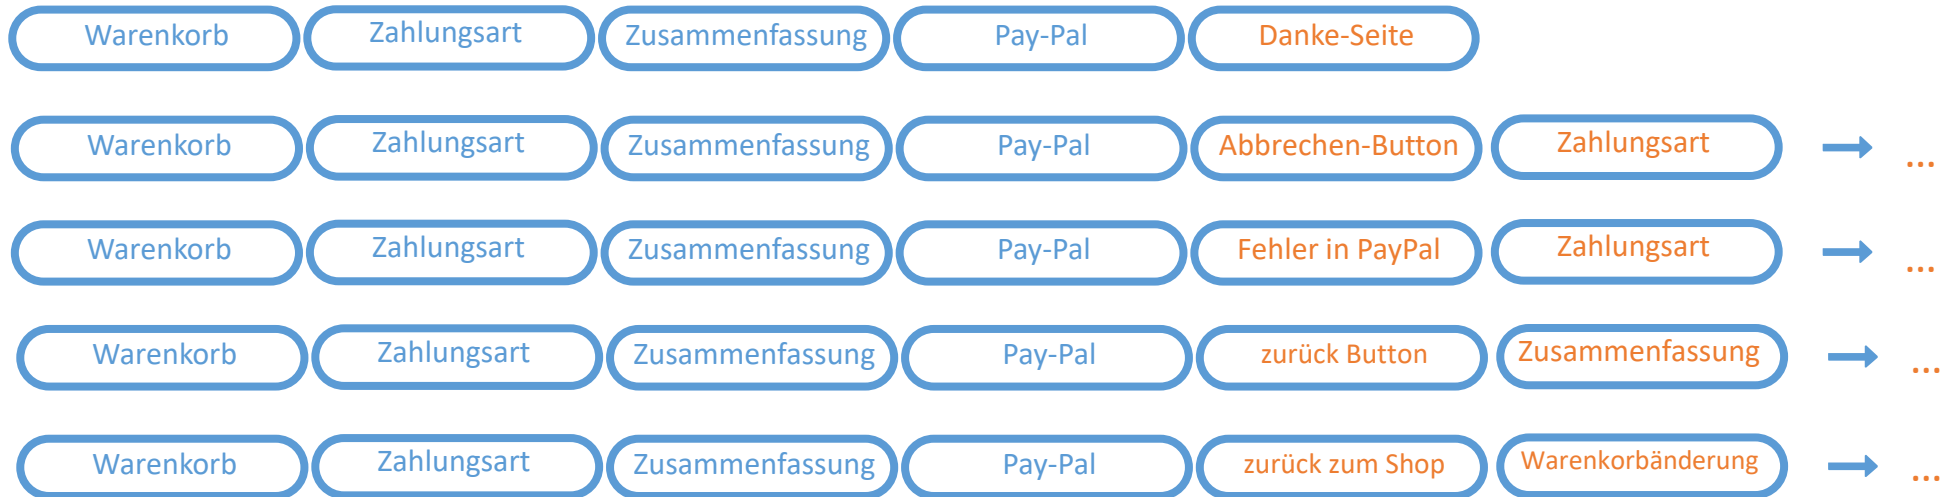 Warenkorb Zahlungsart Zusammenfassung Pay-Pal Danke-Seite
Warenkorb Zahlungsart Zusammenfassung Pay-Pal Abbrechen-Button Zahlungsart ...
Warenkorb Zahlungsart Zusammenfassung Pay-Pal Fehler in PayPal Zahlungsart ...
Warenkorb Zahlungsart Zusammenfassung Pay-Pal zurück Button Zusammenfassung ...
Warenkorb Zahlungsart Zusammenfassung Pay-Pal zurück zum Shop Warenkorbänderung ...